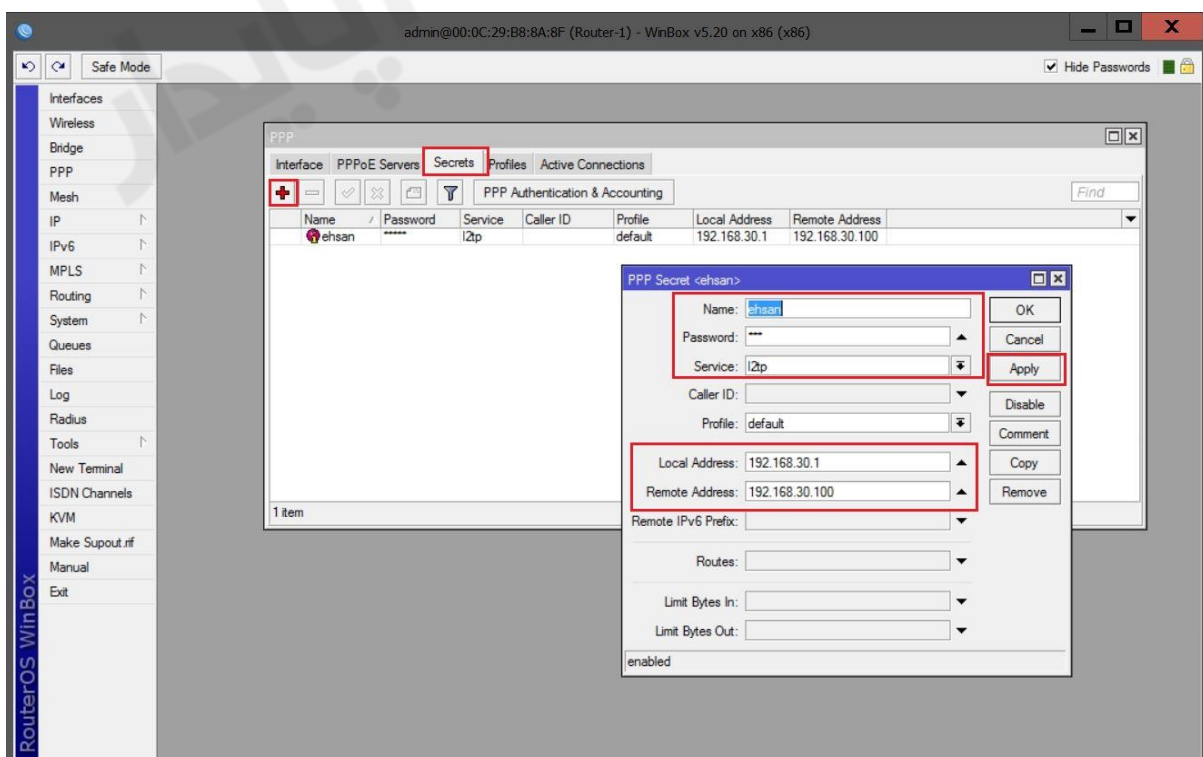 admin@00:0C:29:B8:8A:8F (Router-1) - WinBox v5.20 on x86 (x86)
Safe Mode
Hide Passwords
Interfaces
Wireless
Bridge
PPP
Mesh
IP
IPv6
MPLS
Routing
System
Queues
Files
Log
Radius
Tools
New Terminal
ISDN Channels
KVM
Make Supout.rif
Manual
Exit
RouterOS WinBox
PPP
Interface PPPoE Servers Secrets Profiles Active Connections
PPP Authentication & Accounting Find
Name Password Service Caller ID Profile Local Address Remote Address
ehsan ***** l2tp default 192.168.30.1 192.168.30.100
1 item
PPP Secret <ehsan>
Name: ehsan
Password: ***
Service: l2tp
Caller ID:
Profile: default
Local Address: 192.168.30.1
Remote Address: 192.168.30.100
Remote IPv6 Prefix:
Routes:
Limit Bytes In:
Limit Bytes Out:
enabled
OK
Cancel
Apply
Disable
Comment
Copy
Remove